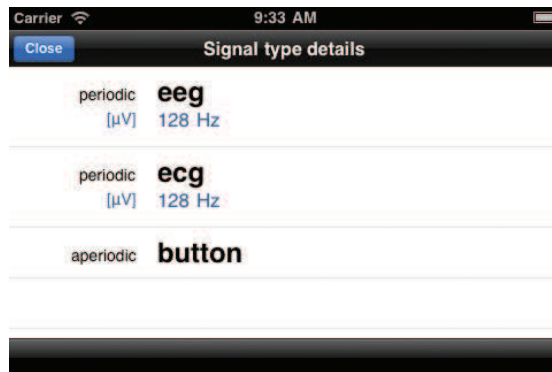 Carrier 9:33 AM
Close Signal type details
periodic eeg
[µV] 128 Hz
periodic ecg
[µV] 128 Hz
aperiodic button